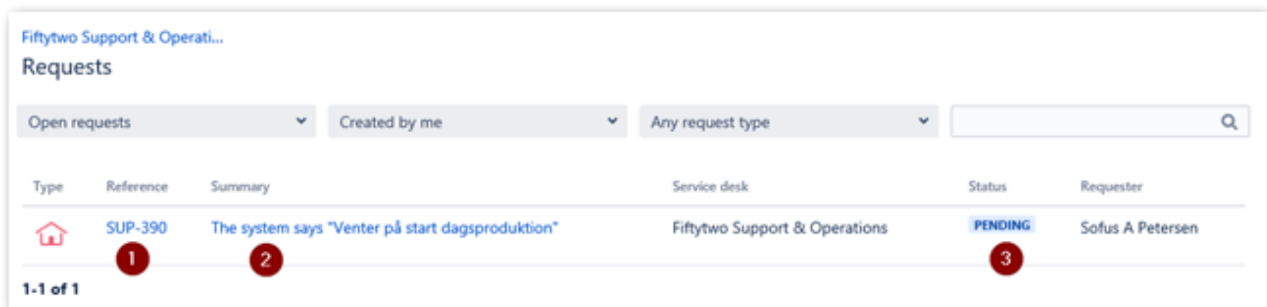 Fiftytwo Support & Operati...
Requests
Open requests Created by me Any request type
Type Reference Summary Service desk Status Requester
SUP-390 The system says "Venter på start dagsproduktion" Fiftytwo Support & Operations PENDING Sofus A Petersen
1 2 3
1-1 of 1